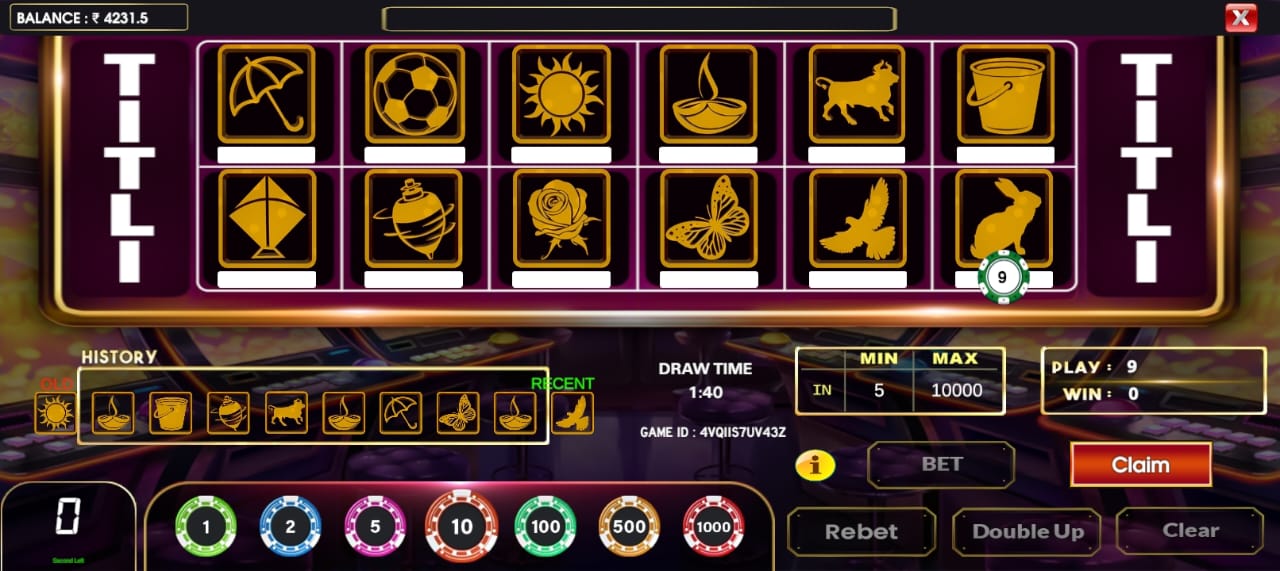 BALANCE : ₹ 4231.5
X
TITLI
TITLI
9
HISTORY
OLD
RECENT
DRAW TIME
1:40
GAME ID : 4VQIIS7UV43Z
MIN MAX
IN 5 10000
PLAY : 9
WIN : 0
i
BET
Claim
0
Second Left
1 2 5 10 100 500 1000
Rebet
Double Up
Clear